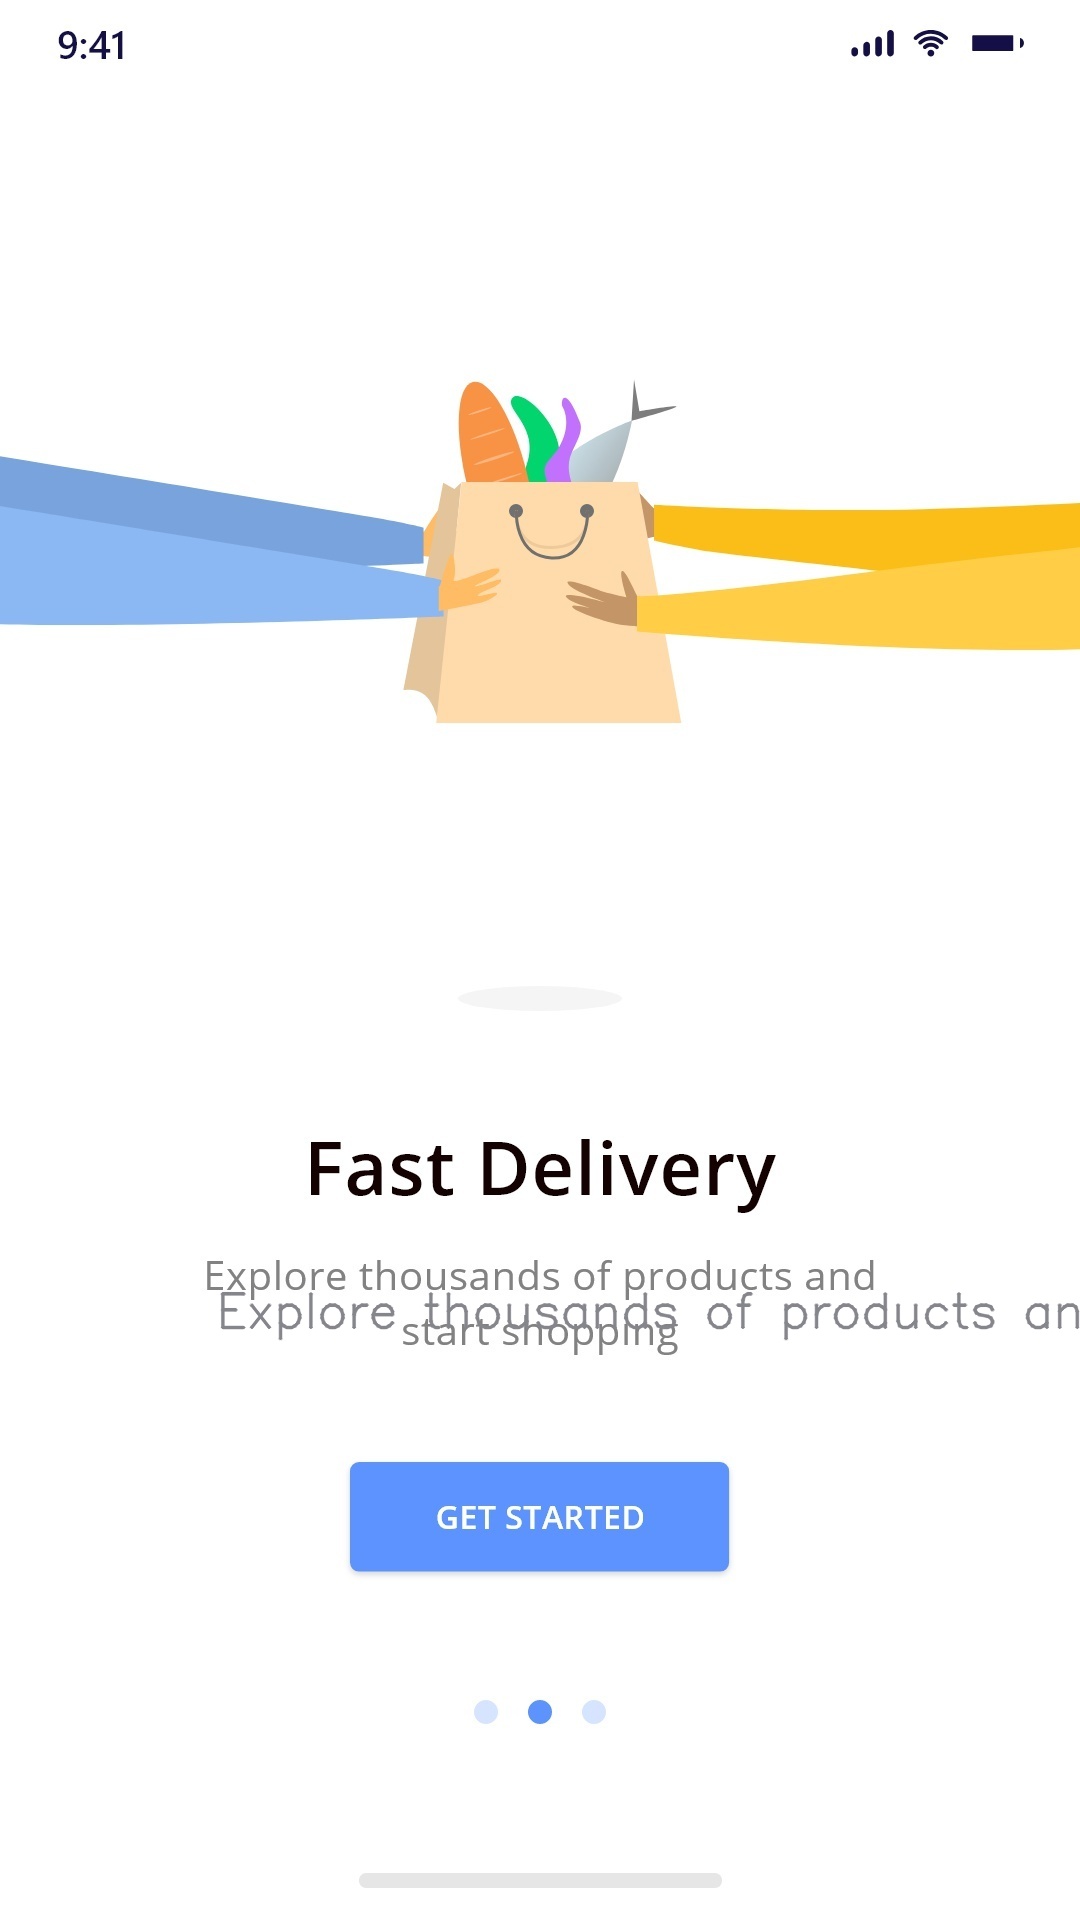 9:41
Fast Delivery
Explore thousands of products and
Explore thousands of products an
start shopping
GET STARTED